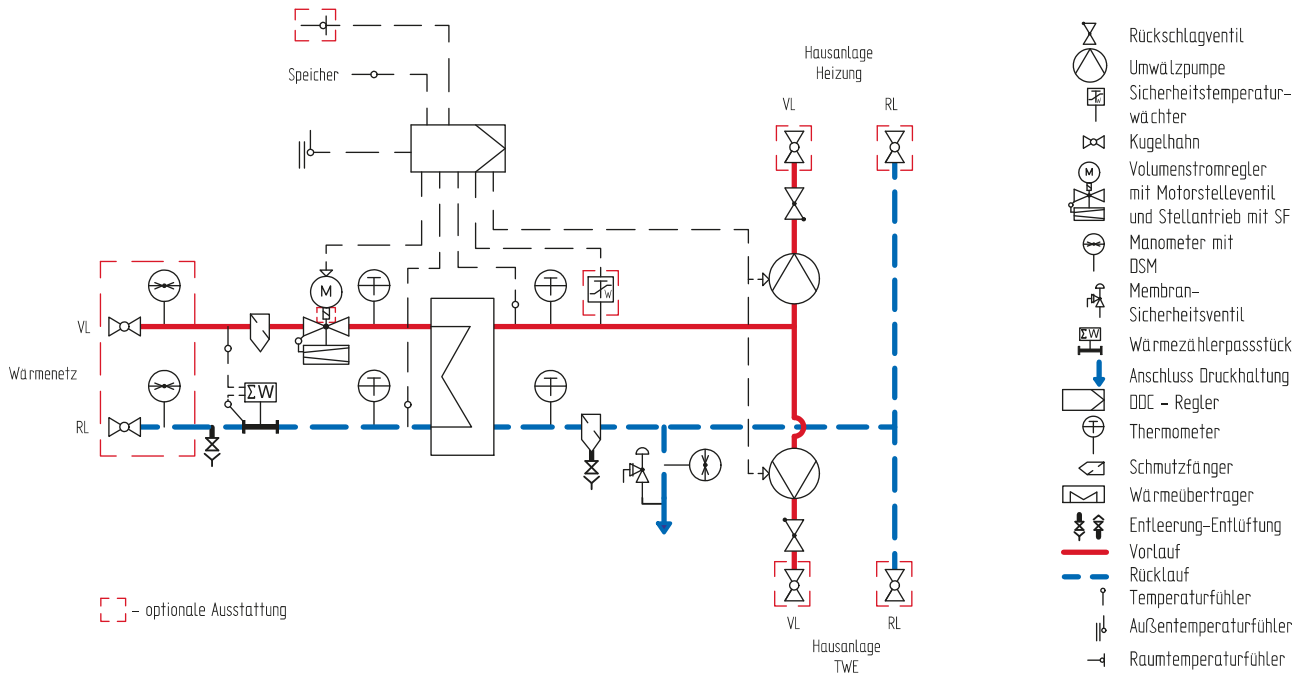 Speicher
Hausanlage
Heizung
VL
RL
M
W
VL
Wärmenetz
RL
ΣW
T
T
T
T
VL
RL
Hausanlage
TWE
– optionale Ausstattung
Rückschlagventil
Umwälzpumpe
W
Sicherheitstemperatur–
wächter
Kugelhahn
M
Volumenstromregler
mit Motorstelleventil
und Stellantrieb mit SF
Manometer mit
DSM
Membran-
Sicherheitsventil
ΣW
Wärmezählerpassstück
Anschluss Druckhaltung
DDC – Regler
T
Thermometer
Schmutzfänger
Wärmeübertrager
Entleerung-Entlüftung
Vorlauf
Rücklauf
Temperaturfühler
Außentemperaturfühler
Raumtemperaturfühler